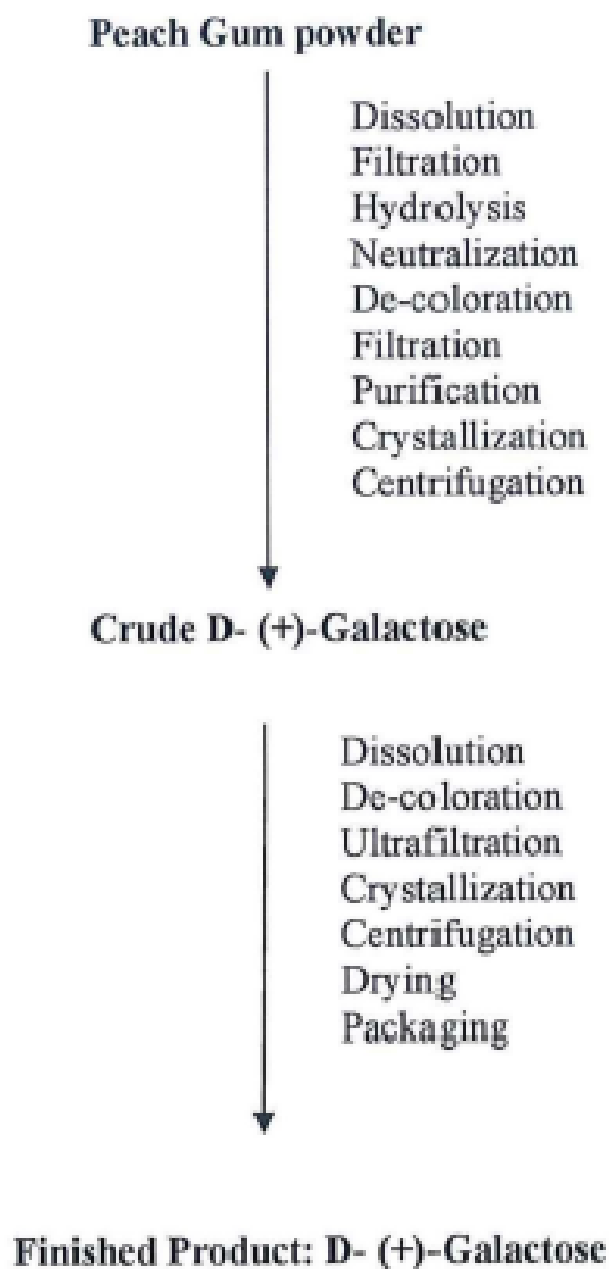 Peach Gum powder
Dissolution
Filtration
Hydrolysis
Neutralization
De-coloration
Filtration
Purification
Crystallization
Centrifugation
Crude D- (+)-Galactose
Dissolution
De-coloration
Ultrafiltration
Crystallization
Centrifugation
Drying
Packaging
Finished Product: D- (+)-Galactose